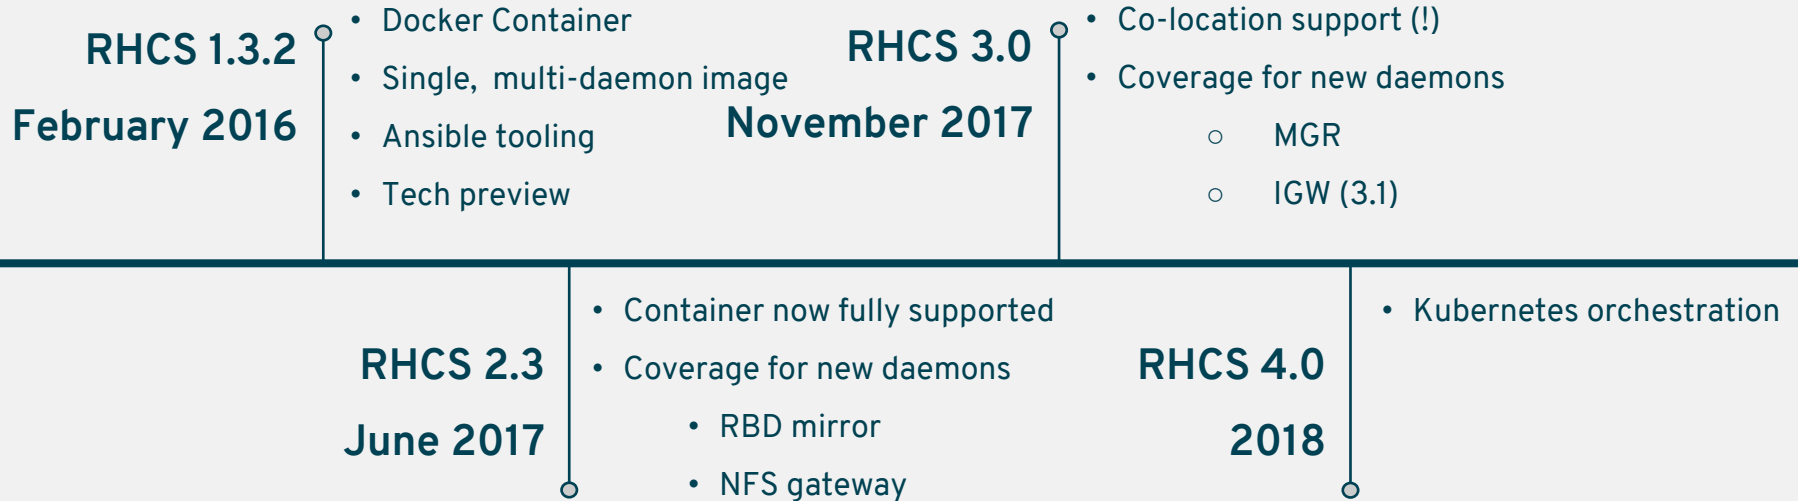 RHCS 1.3.2
February 2016
• Docker Container
• Single, multi-daemon image
• Ansible tooling
• Tech preview
RHCS 3.0
November 2017
• Co-location support (!)
• Coverage for new daemons
○ MGR
○ IGW (3.1)
RHCS 2.3
June 2017
• Container now fully supported
• Coverage for new daemons
• RBD mirror
• NFS gateway
RHCS 4.0
2018
• Kubernetes orchestration